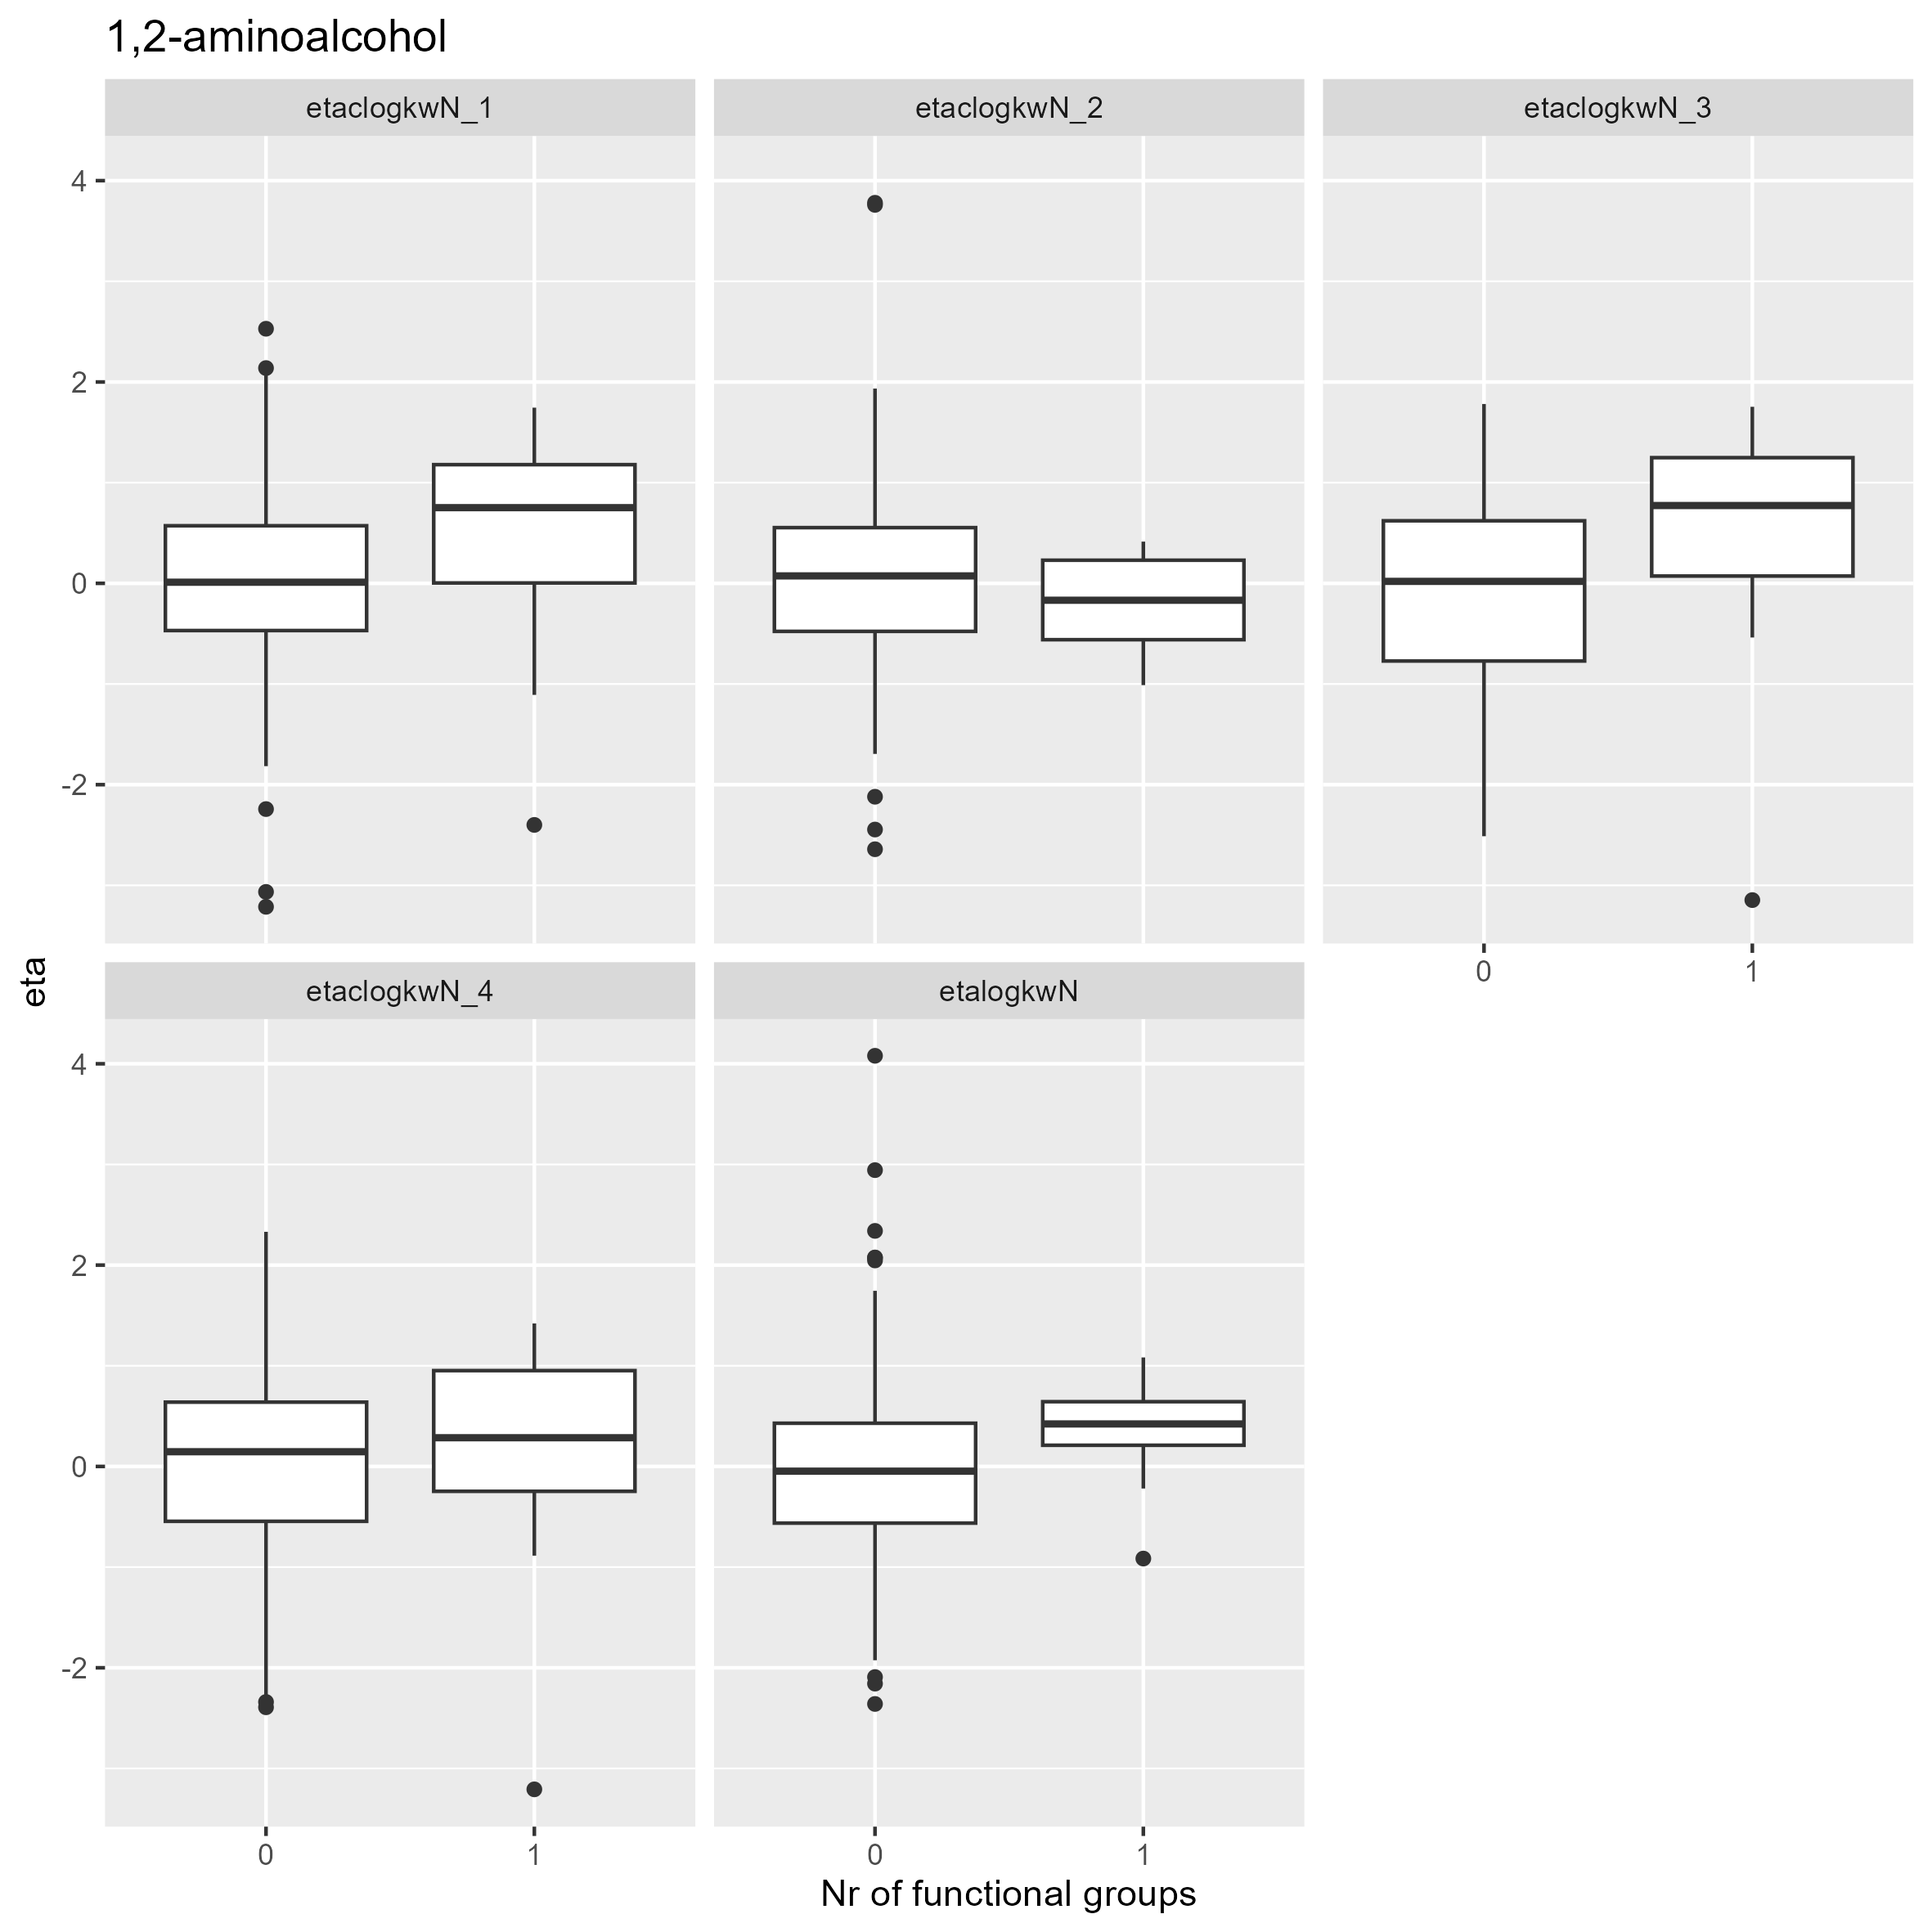 1,2-aminoalcohol
etaclogkwN_1
etaclogkwN_2
etaclogkwN_3
4
2
0
-2
0
1
eta
etaclogkwN_4
etalogkwN
4
2
0
-2
0
1
0
1
Nr of functional groups